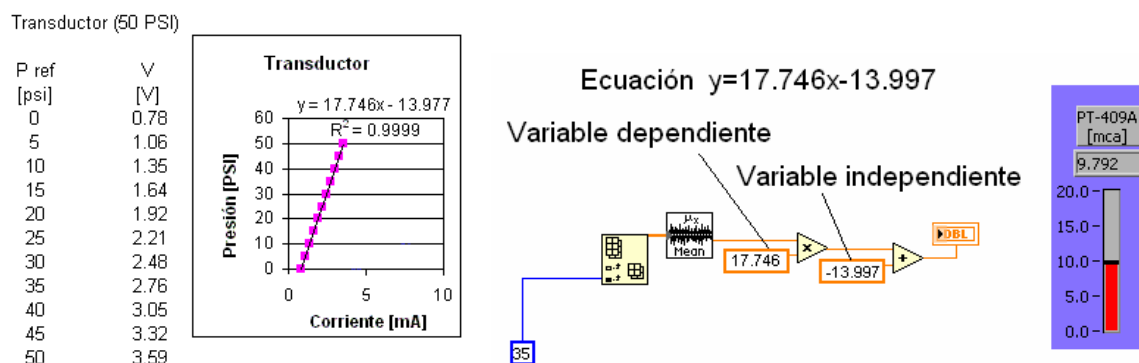 Transductor (50 PSI)
P ref V
[psi] [V]
0 0.78
5 1.06
10 1.35
15 1.64
20 1.92
25 2.21
30 2.48
35 2.76
40 3.05
45 3.32
50 3.59
Transductor
y = 17.746x - 13.977
R² = 0.9999
60
50
40
30
20
10
0
0 5 10
Presión [PSI]
Corriente [mA]
Ecuación y=17.746x-13.997
Variable dependiente
Variable independiente
μx
Mean
17.746
x
-13.997
+
DBL
35
PT-409A
[mca]
9.792
20.0
15.0
10.0
5.0
0.0